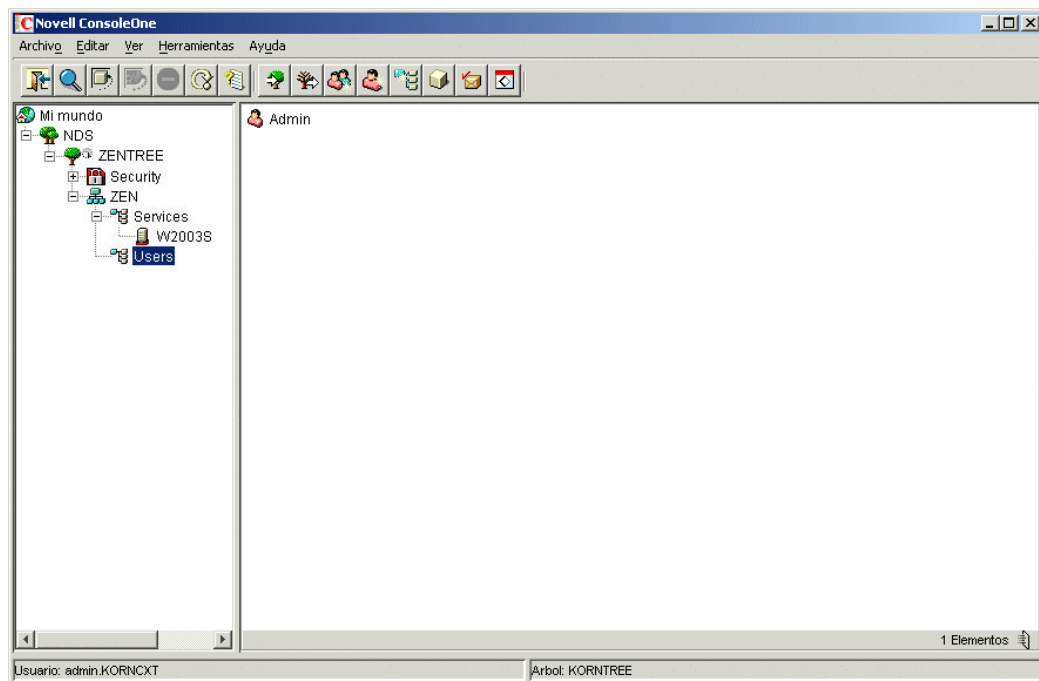 Novell ConsoleOne
Archivo Editar Ver Herramientas Ayuda
Mi mundo
NDS
ZENTREE
Security
ZEN
Services
W2003S
Users
Admin
1 Elementos
Usuario: admin.KORNCXT
Arbol: KORNTREE